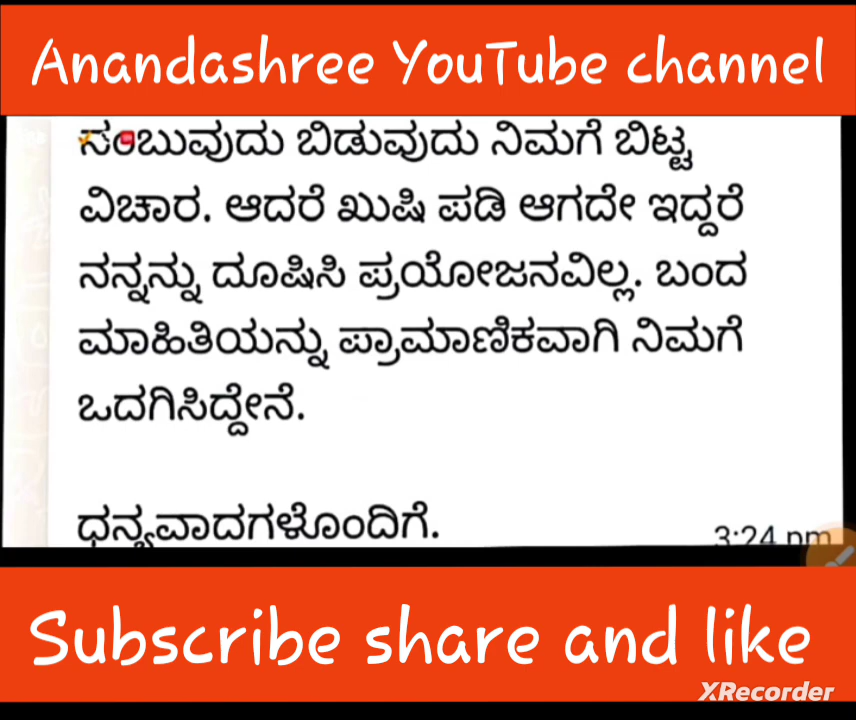 Anandashree YouTube channel
ಸಂಬುವುದು ಬಿಡುವುದು ನಿಮಗೆ ಬಿಟ್ಟ
ವಿಚಾರ. ಆದರೆ ಖುಷಿ ಪಡಿ ಆಗದೇ ಇದ್ದರೆ
ನನ್ನನ್ನು ದೂಷಿಸಿ ಪ್ರಯೋಜನವಿಲ್ಲ. ಬಂದ
ಮಾಹಿತಿಯನ್ನು ಪ್ರಾಮಾಣಿಕವಾಗಿ ನಿಮಗೆ
ಒದಗಿಸಿದ್ದೇನೆ.
ಧನ್ಯವಾದಗಳೊಂದಿಗೆ.
3:24 pm
Subscribe share and like
XRecorder